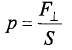 p = F⊥/S